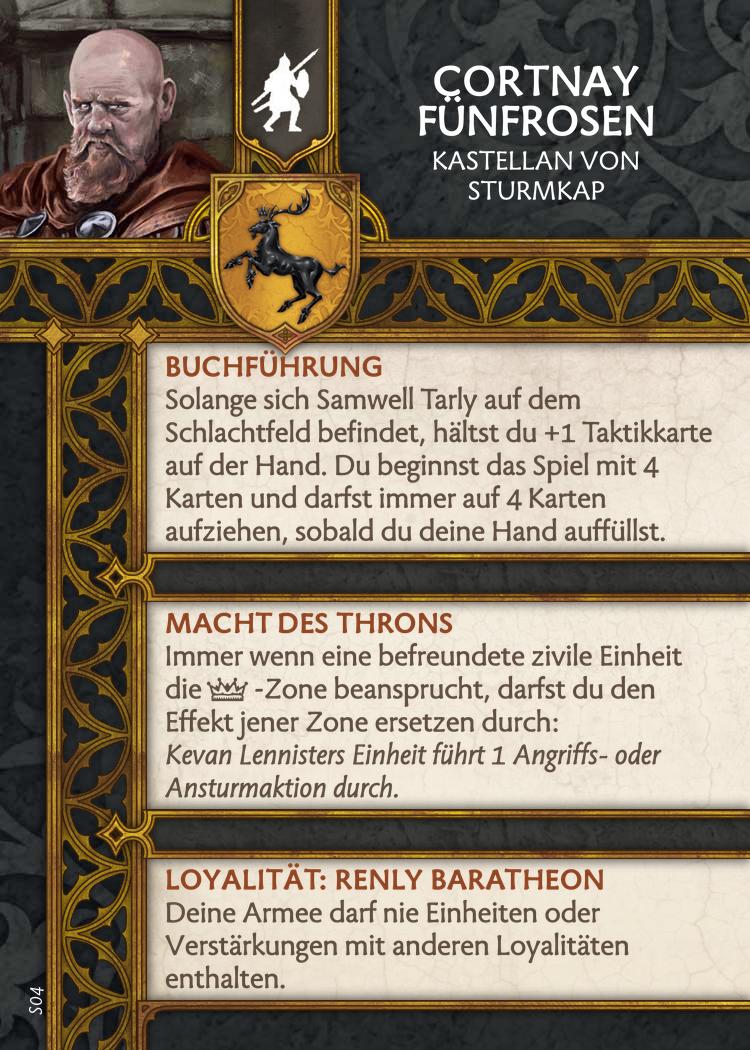 CORTNAY
FÜNFROSEN
KASTELLAN VON
STURMKAP
BUCHFÜHRUNG
Solange sich Samwell Tarly auf dem
Schlachtfeld befindet, hältst du +1 Taktikkarte
auf der Hand. Du beginnst das Spiel mit 4
Karten und darfst immer auf 4 Karten
aufziehen, sobald du deine Hand auffüllst.
MACHT DES THRONS
Immer wenn eine befreundete zivile Einheit
die -Zone beansprucht, darfst du den
Effekt jener Zone ersetzen durch:
Kevan Lennisters Einheit führt 1 Angriffs- oder
Ansturmaktion durch.
LOYALITÄT: RENLY BARATHEON
Deine Armee darf nie Einheiten oder
Verstärkungen mit anderen Loyalitäten
enthalten.
S04